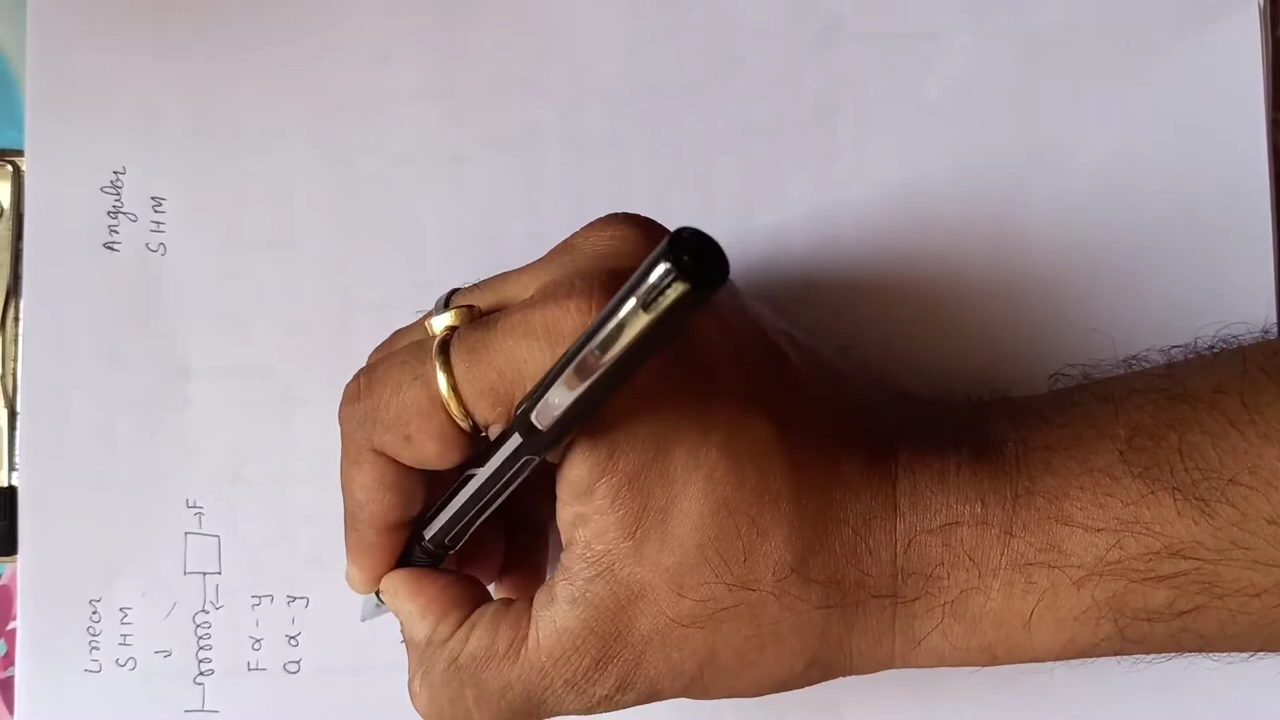 Linear
SHM
Angular
SHM
→F
F α - y
a α - y